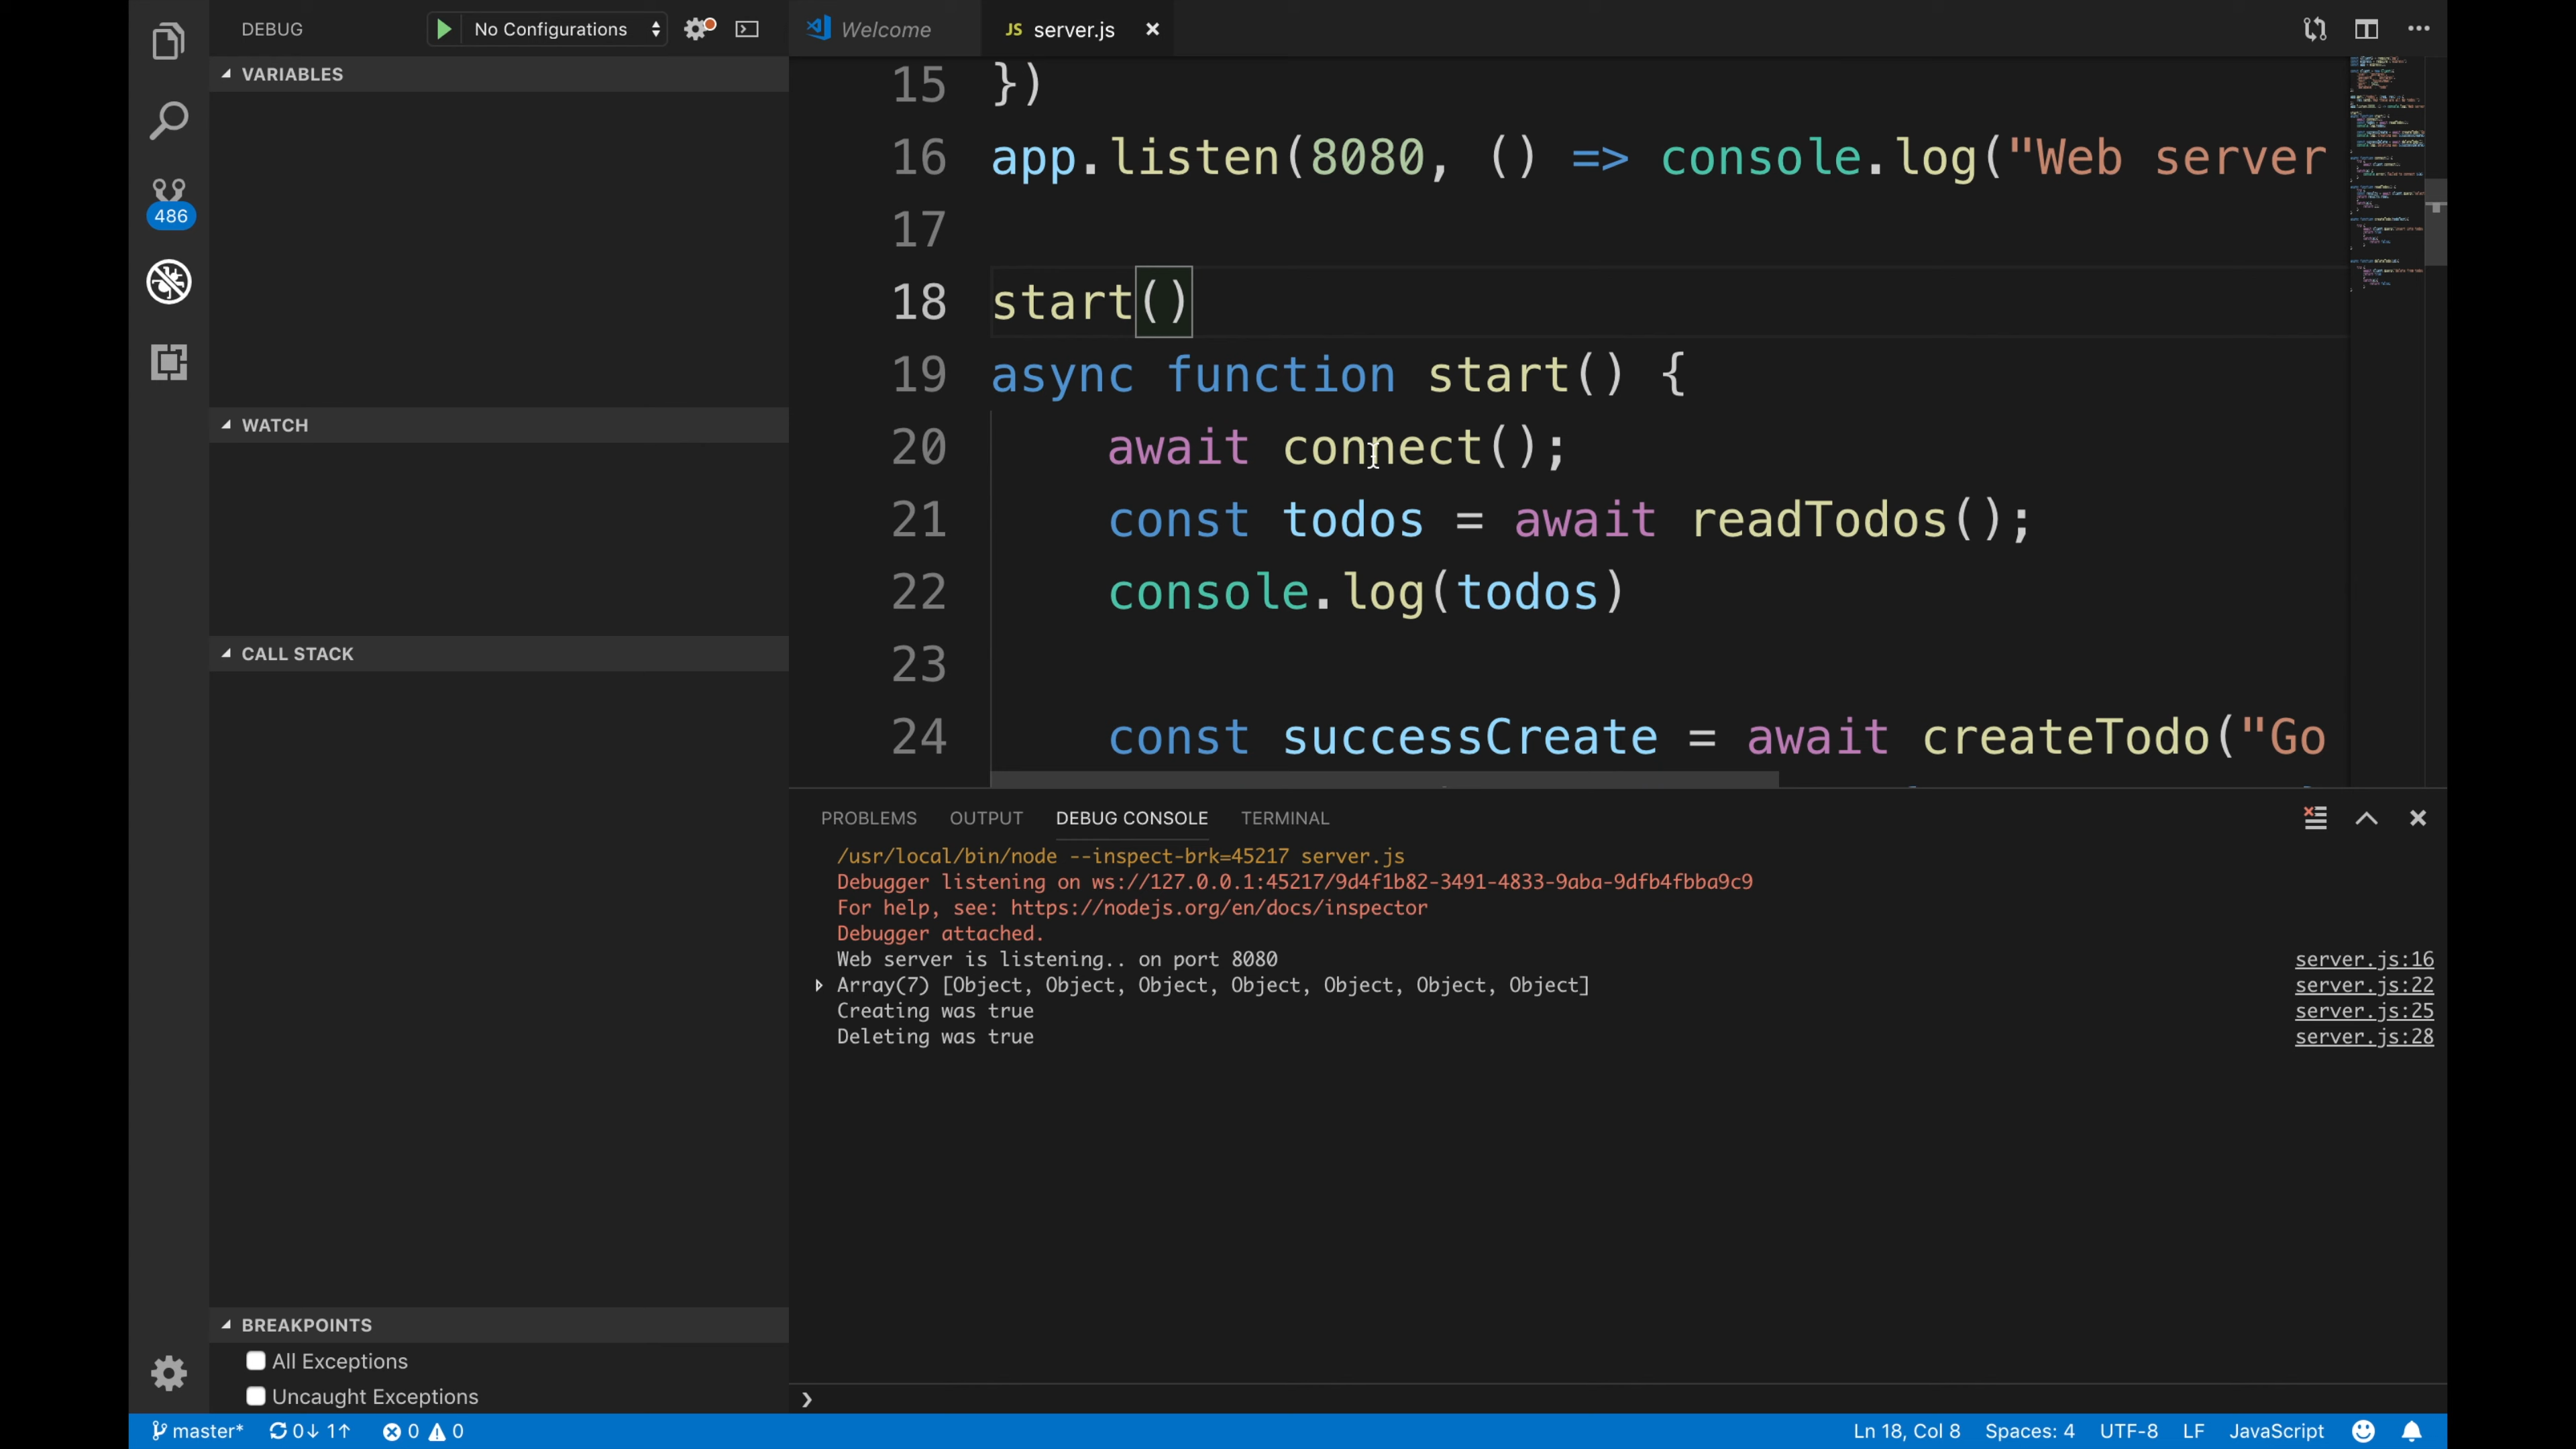 DEBUG
No Configurations
VARIABLES
WATCH
CALL STACK
BREAKPOINTS
All Exceptions
Uncaught Exceptions
486
Welcome
JS server.js
15 })
16 app.listen(8080, () => console.log("Web server
17
18 start()
19 async function start() {
20 await connect();
21 const todos = await readTodos();
22 console.log(todos)
23
24 const successCreate = await createTodo("Go
PROBLEMS OUTPUT DEBUG CONSOLE TERMINAL
/usr/local/bin/node --inspect-brk=45217 server.js
Debugger listening on ws://127.0.0.1:45217/9d4f1b82-3491-4833-9aba-9dfb4fbba9c9
For help, see: https://nodejs.org/en/docs/inspector
Debugger attached.
Web server is listening.. on port 8080 server.js:16
Array(7) [Object, Object, Object, Object, Object, Object, Object] server.js:22
Creating was true server.js:25
Deleting was true server.js:28
master* 0↓ 1↑ 0 0 Ln 18, Col 8 Spaces: 4 UTF-8 LF JavaScript